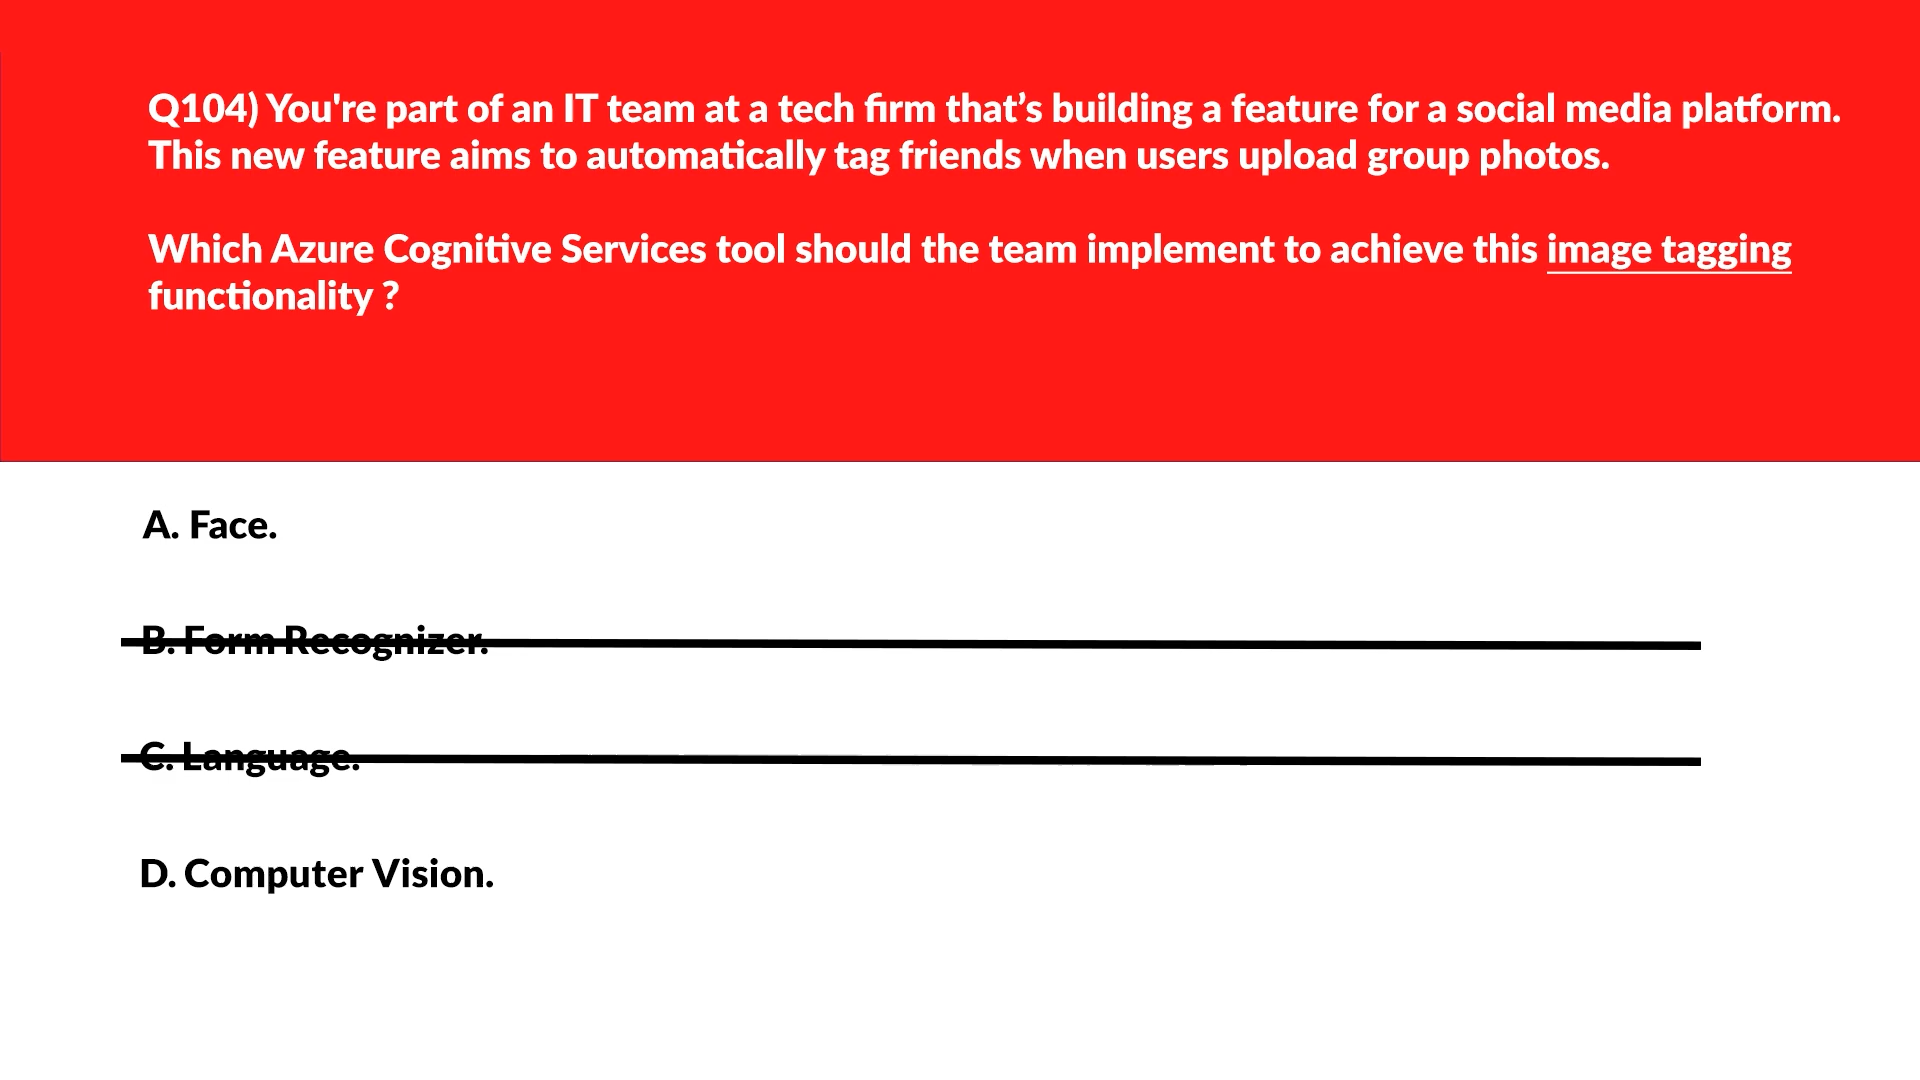 Q104) You're part of an IT team at a tech firm that’s building a feature for a social media platform.
This new feature aims to automatically tag friends when users upload group photos.
Which Azure Cognitive Services tool should the team implement to achieve this image tagging
functionality ?
A. Face.
B. Form Recognizer.
C. Language.
D. Computer Vision.